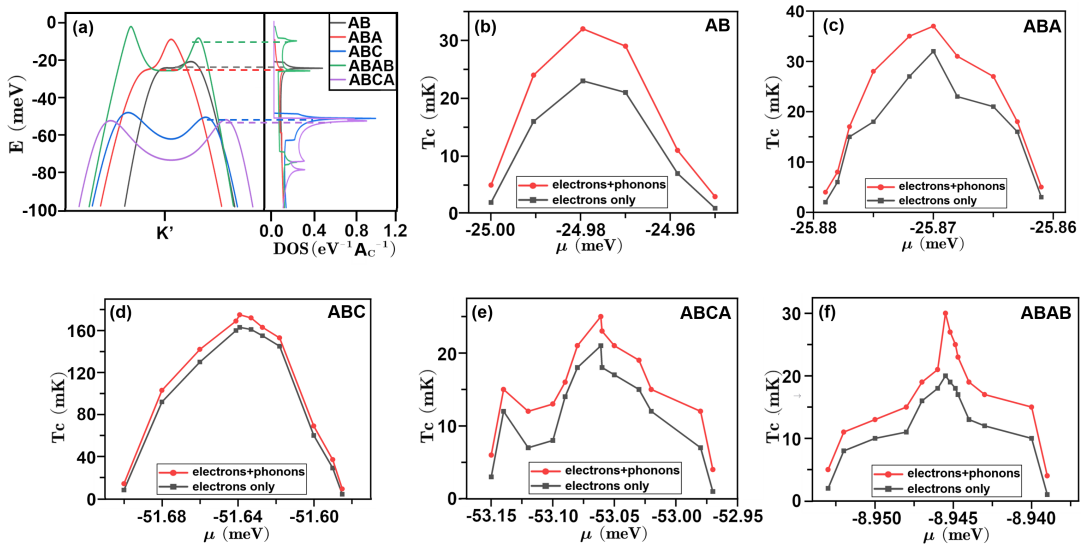 (a)
E (meV)
0
-20
-40
-60
-80
-100
K'
AB
ABA
ABC
ABAB
ABCA
0.0 0.4 0.8 1.2
DOS (eV⁻¹A_C⁻¹)
(b)
AB
Tc (mK)
30
20
10
0
electrons+phonons
electrons only
-25.00 -24.98 -24.96
μ (meV)
(c)
ABA
Tc (mK)
40
30
20
10
0
electrons+phonons
electrons only
-25.88 -25.87 -25.86
μ (meV)
(d)
ABC
Tc (mK)
160
120
80
40
0
electrons+phonons
electrons only
-51.68 -51.64 -51.60
μ (meV)
(e)
ABCA
Tc (mK)
20
10
0
electrons+phonons
electrons only
-53.15 -53.10 -53.05 -53.00 -52.95
μ (meV)
(f)
ABAB
Tc (mK)
30
20
10
0
electrons+phonons
electrons only
-8.950 -8.945 -8.940
μ (meV)